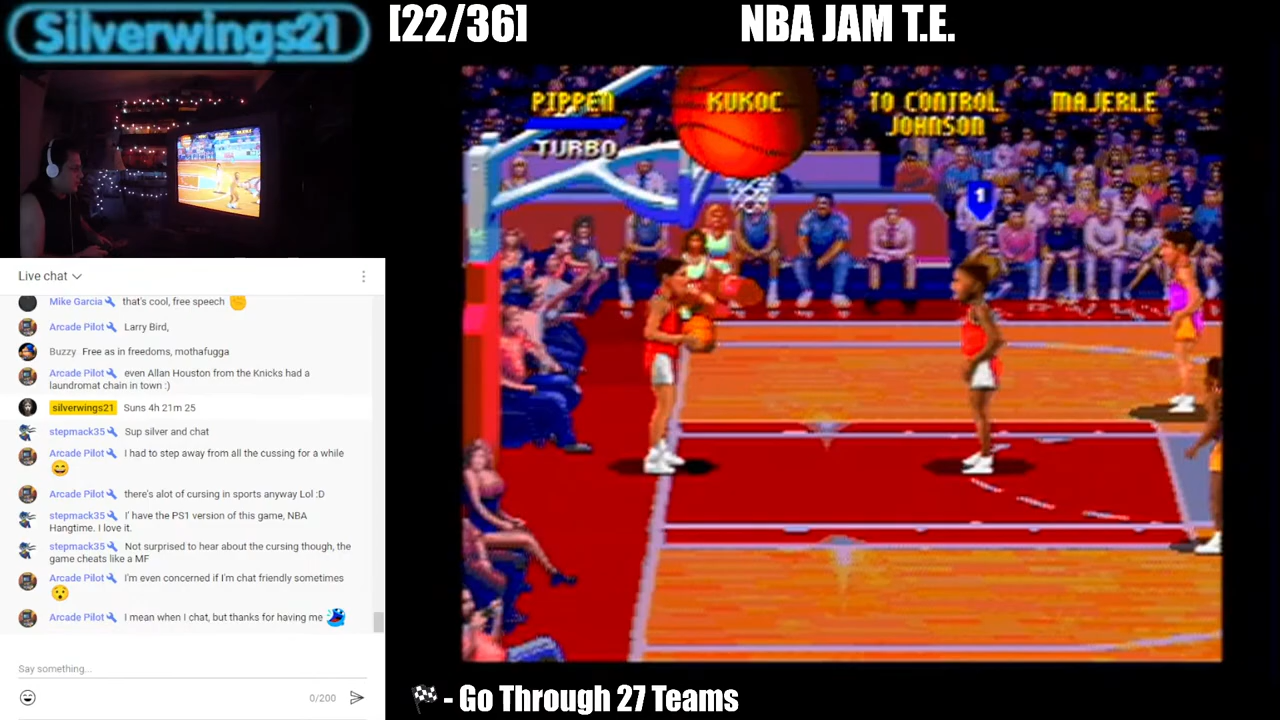 Silverwings21
[22/36]
NBA JAM T.E.
PIPPEN
KUKOC
TO CONTROL
JOHNSON
MAJERLE
TURBO
1
Live chat
Mike Garcia that's cool, free speech
Arcade Pilot Larry Bird,
Buzzy Free as in freedoms, mothafugga
Arcade Pilot even Allan Houston from the Knicks had a
laundromat chain in town :)
silverwings21 Suns 4h 21m 25
stepmack35 Sup silver and chat
Arcade Pilot I had to step away from all the cussing for a while
Arcade Pilot there's alot of cursing in sports anyway Lol :D
stepmack35 I' have the PS1 version of this game, NBA
Hangtime. I love it.
stepmack35 Not surprised to hear about the cursing though, the
game cheats like a MF
Arcade Pilot I'm even concerned if I'm chat friendly sometimes
Arcade Pilot I mean when I chat, but thanks for having me
Say something...
0/200
- Go Through 27 Teams